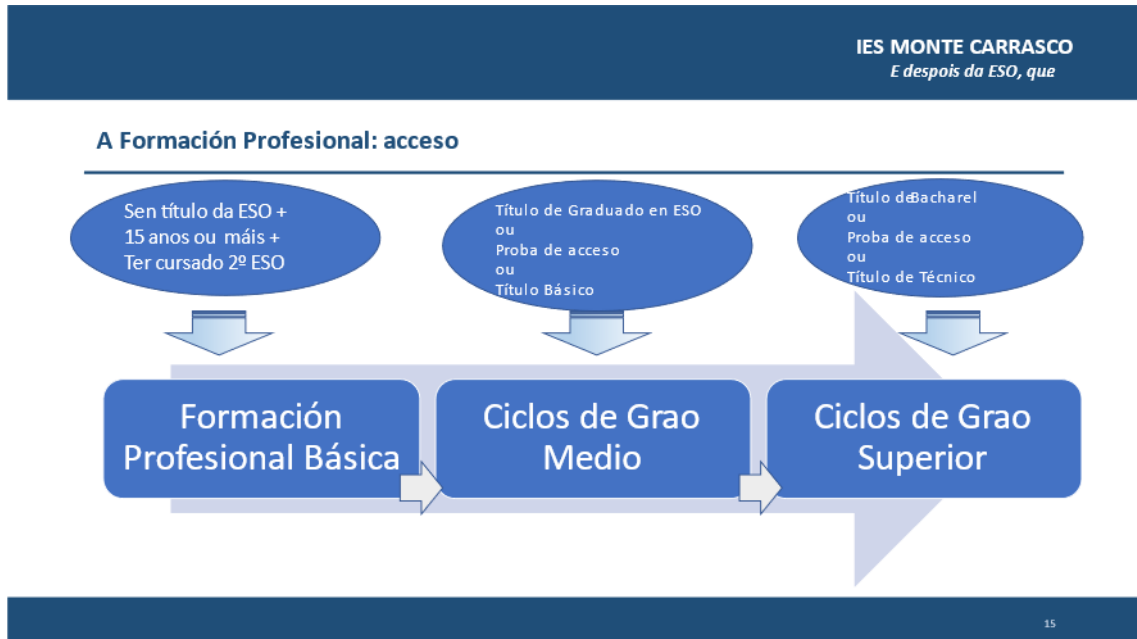 IES MONTE CARRASCO
E despois da ESO, que
A Formación Profesional: acceso
Sen título da ESO +
15 anos ou máis +
Ter cursado 2º ESO
Título de Graduado en ESO
ou
Proba de acceso
ou
Título Básico
Título de Bacharel
ou
Proba de acceso
ou
Título de Técnico
Formación
Profesional Básica
Ciclos de Grao
Medio
Ciclos de Grao
Superior
15